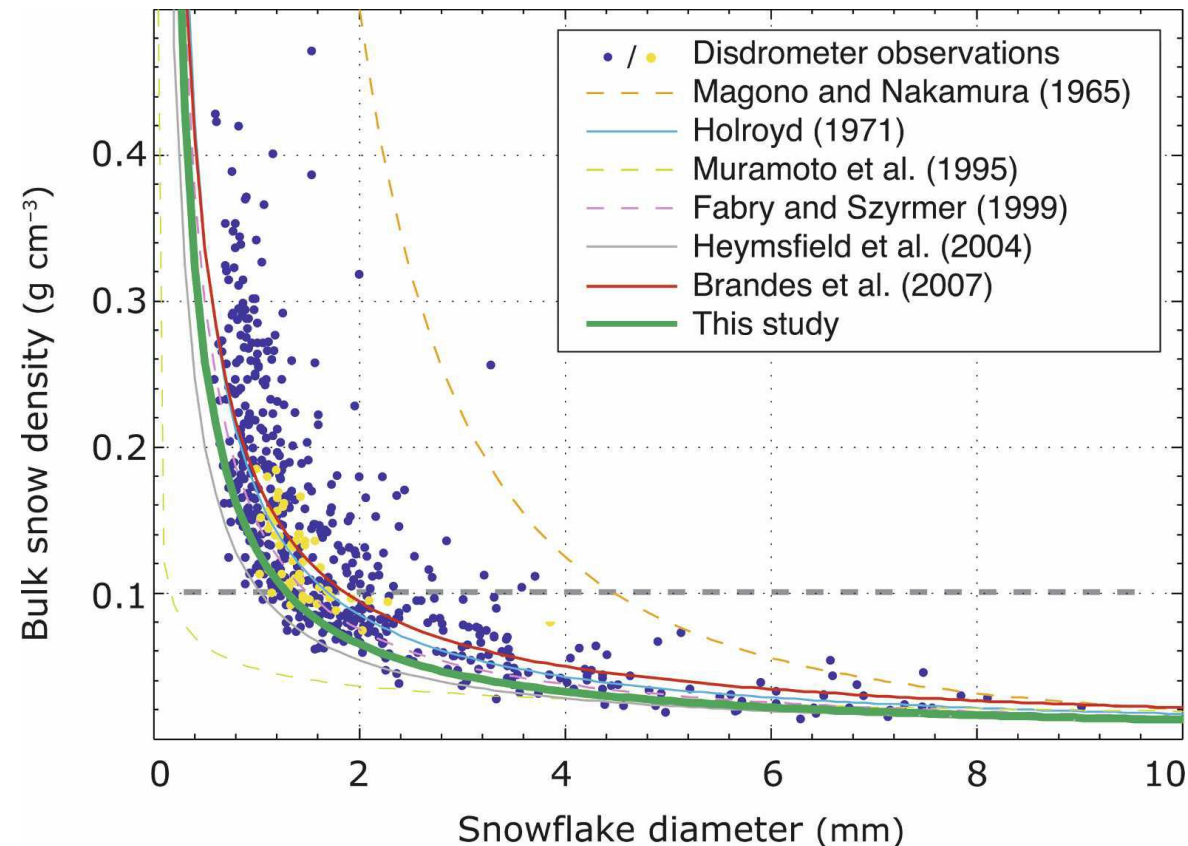 • / • Disdrometer observations
Magono and Nakamura (1965)
Holroyd (1971)
Muramoto et al. (1995)
Fabry and Szyrmer (1999)
Heymsfield et al. (2004)
Brandes et al. (2007)
This study
Bulk snow density (g cm⁻³)
0.4
0.3
0.2
0.1
0 2 4 6 8 10
Snowflake diameter (mm)